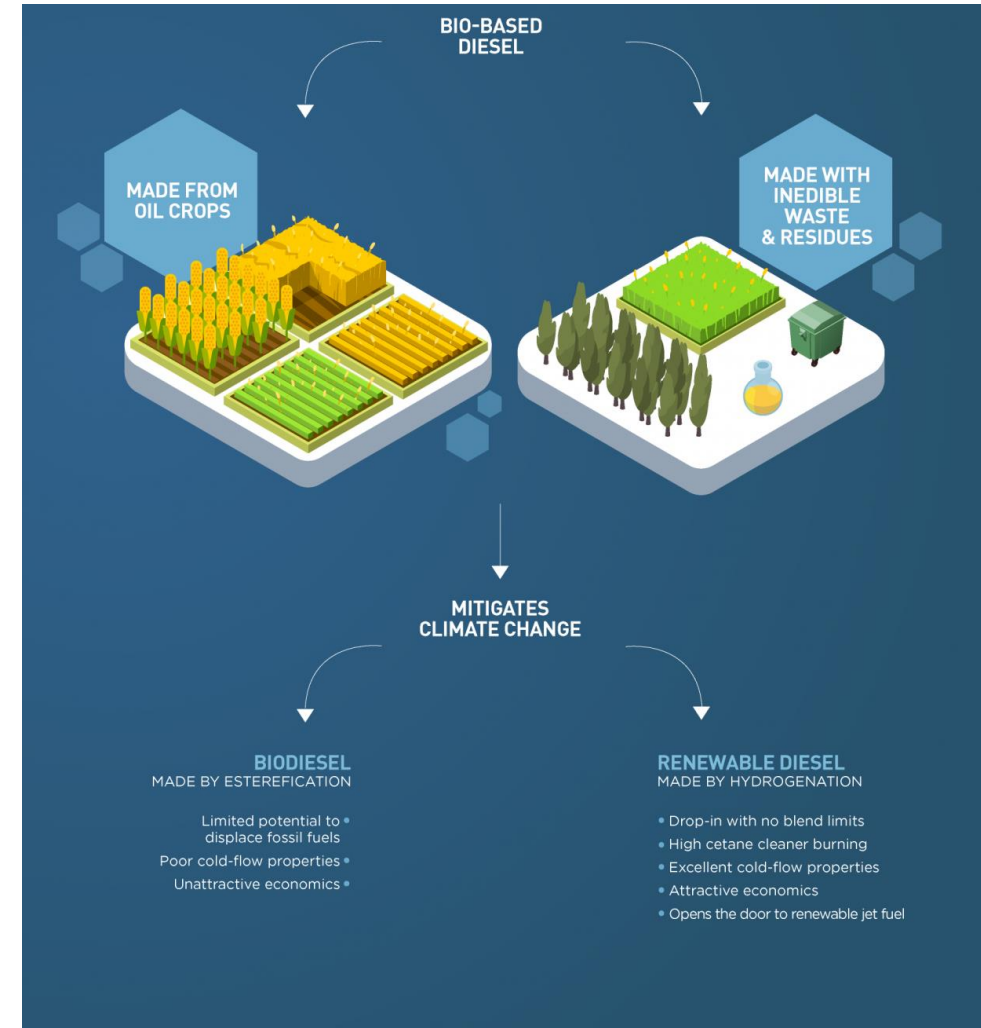 BIO-BASED
DIESEL
MADE FROM
OIL CROPS
MADE WITH
INEDIBLE
WASTE
& RESIDUES
MITIGATES
CLIMATE CHANGE
BIODIESEL
MADE BY ESTEREFICATION
Limited potential to •
displace fossil fuels
Poor cold-flow properties •
Unattractive economics •
RENEWABLE DIESEL
MADE BY HYDROGENATION
• Drop-in with no blend limits
• High cetane cleaner burning
• Excellent cold-flow properties
• Attractive economics
• Opens the door to renewable jet fuel